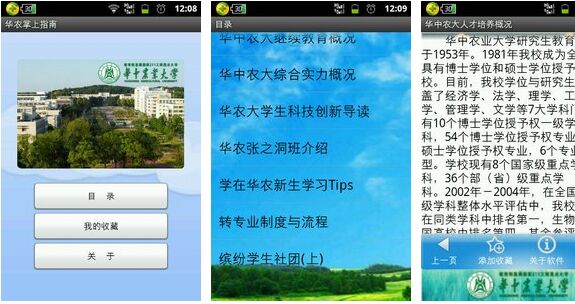 30
12:08
华农掌上指南
华中农业大学
目 录
我的收藏
关 于
30
12:09
目录
华中农大继续教育概况
华中农大综合实力概况
华农大学生科技创新导读
华农张之洞班介绍
学在华农新生学习Tips
转专业制度与流程
缤纷学生社团(上)
30
华中农大人才培养概况
华中农业大学研究生教育
于1953年。1981年我校成为全
具有博士学位和硕士学位授予
校。目前，我校学位与研究生
盖了经济学、法学、理学、工
学、管理学、文学等7大学科门
有10个博士学位授权一级学
科，54个博士学位授权专业，
硕士学位授权专业，6个专业
型。学校现有8个国家级重点学
科，36个部（省）级重点学
科。2002年－2004年，在全国
级学科整体水平评估中，我校
在同类学科中排名第一，生物
上一页
添加收藏
关于软件
华中农业大学